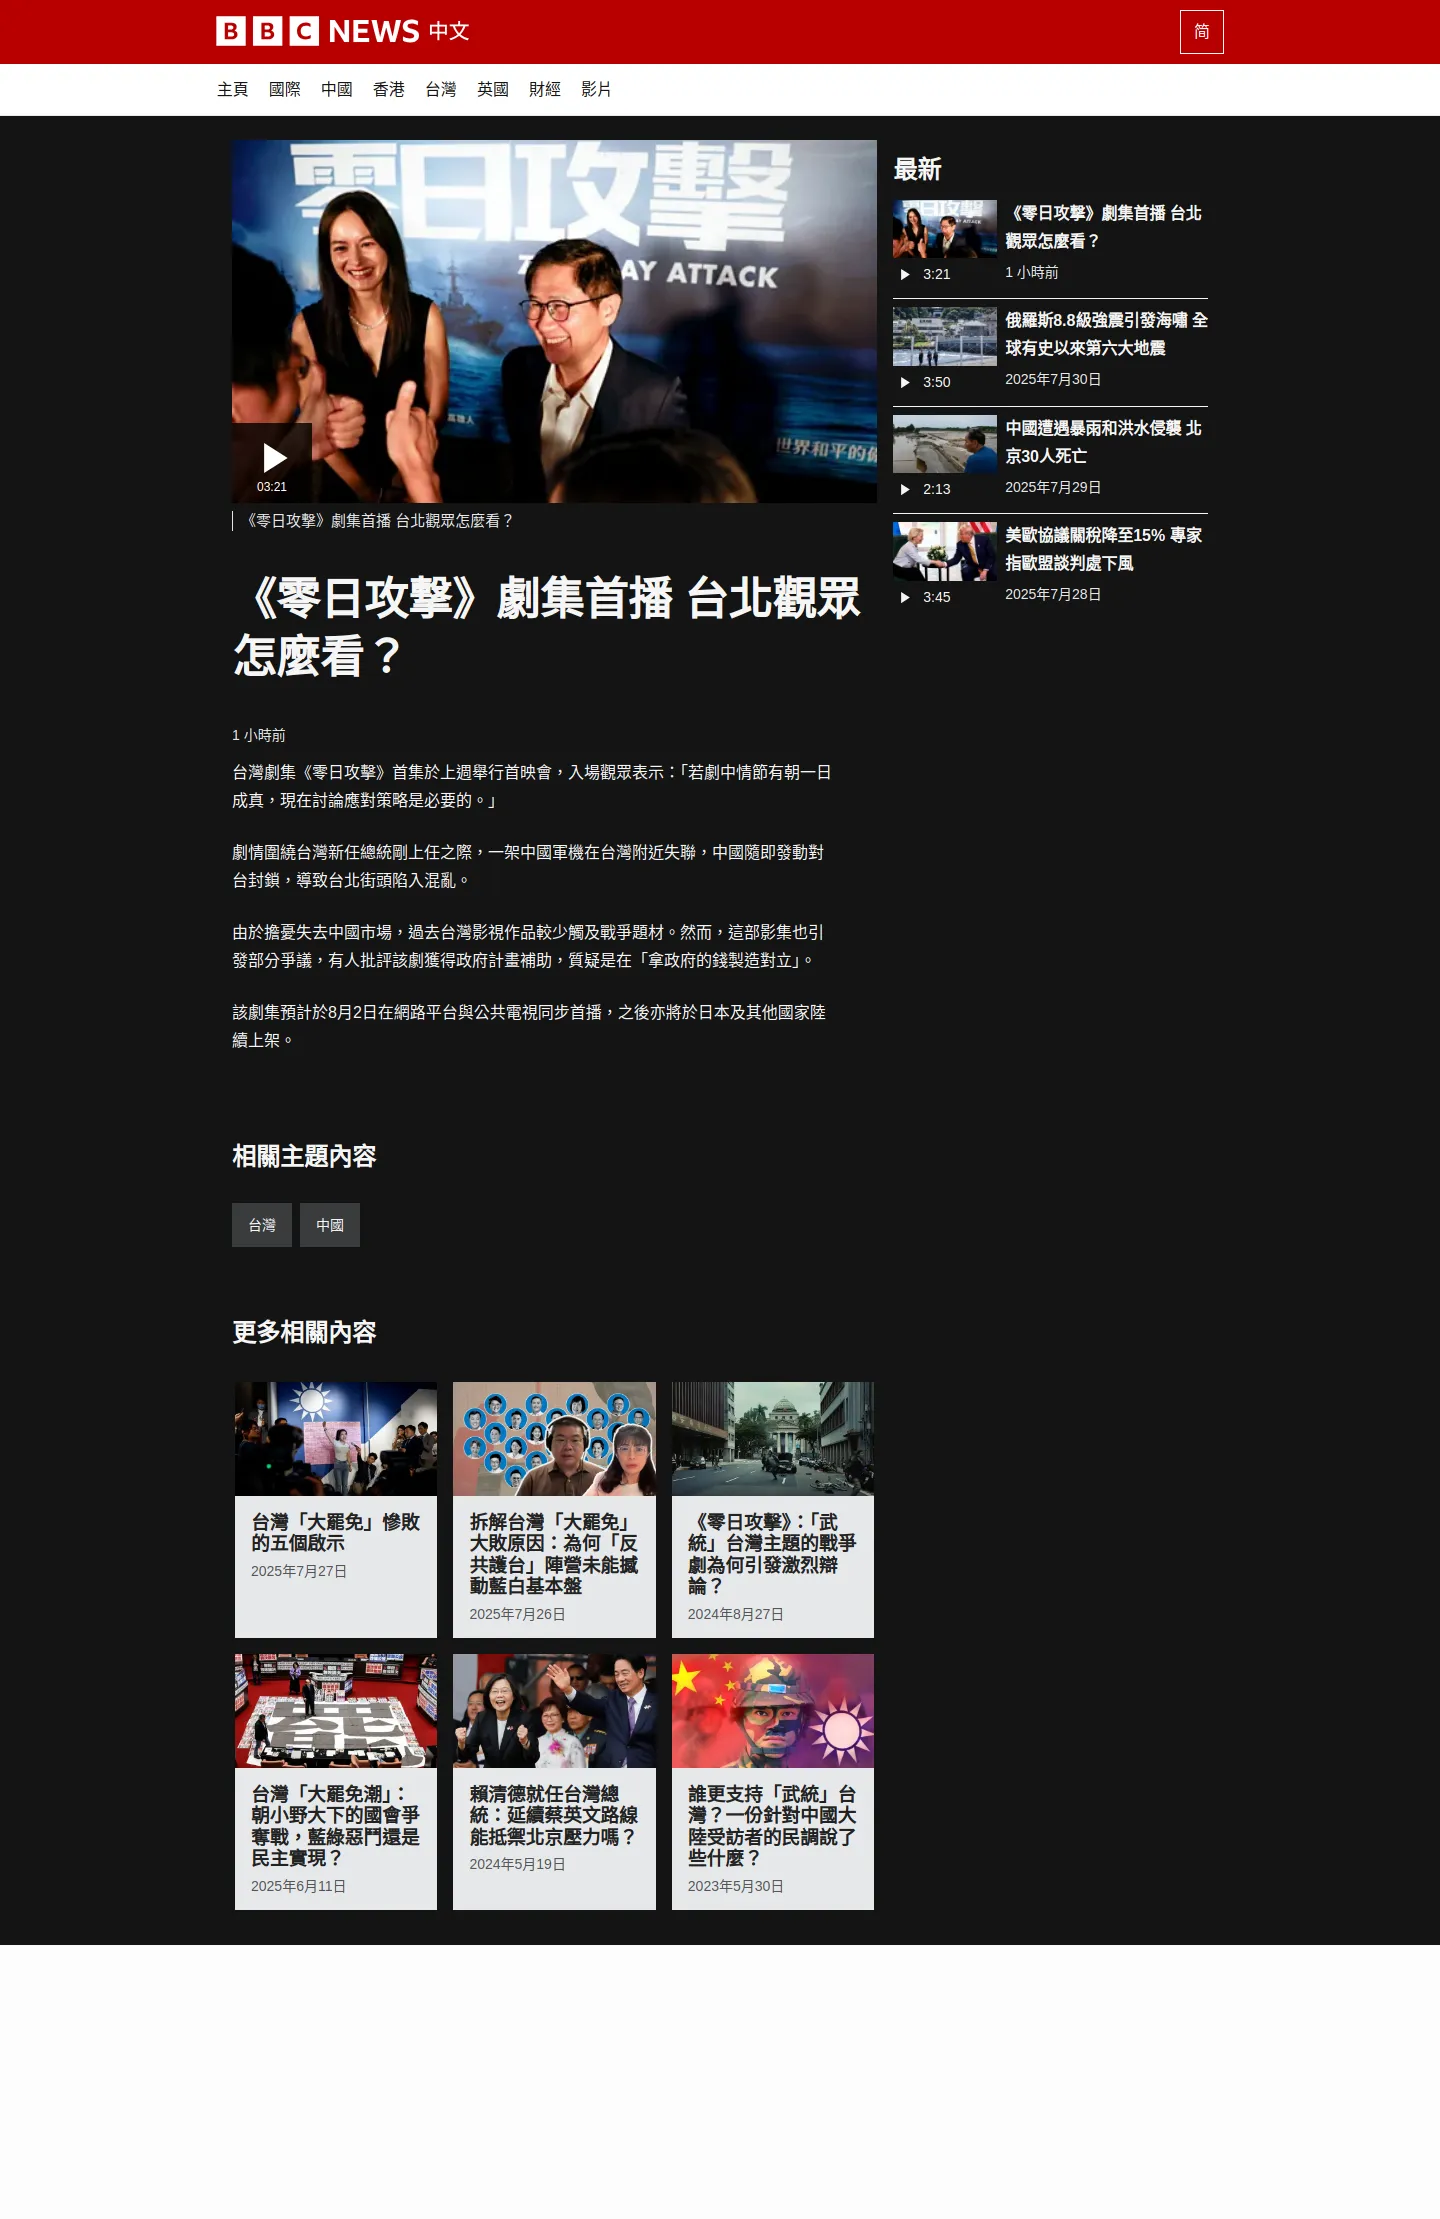 BBC NEWS 中文
简
主頁 國際 中國 香港 台灣 英國 財經 影片
零日攻擊
AY ATTACK
世界和平的
03:21
《零日攻擊》劇集首播 台北觀眾怎麼看？
《零日攻擊》劇集首播 台北觀眾
怎麼看？
1 小時前
台灣劇集《零日攻擊》首集於上週舉行首映會，入場觀眾表示：「若劇中情節有朝一日
成真，現在討論應對策略是必要的。」
劇情圍繞台灣新任總統剛上任之際，一架中國軍機在台灣附近失聯，中國隨即發動對
台封鎖，導致台北街頭陷入混亂。
由於擔憂失去中國市場，過去台灣影視作品較少觸及戰爭題材。然而，這部影集也引
發部分爭議，有人批評該劇獲得政府計畫補助，質疑是在「拿政府的錢製造對立」。
該劇集預計於8月2日在網路平台與公共電視同步首播，之後亦將於日本及其他國家陸
續上架。
最新
《零日攻擊》劇集首播 台北
觀眾怎麼看？
3:21
1 小時前
俄羅斯8.8級強震引發海嘯 全
球有史以來第六大地震
3:50
2025年7月30日
中國遭遇暴雨和洪水侵襲 北
京30人死亡
2:13
2025年7月29日
美歐協議關稅降至15% 專家
指歐盟談判處下風
3:45
2025年7月28日
相關主題內容
台灣
中國
更多相關內容
台灣「大罷免」慘敗
的五個啟示
2025年7月27日
拆解台灣「大罷免」
大敗原因：為何「反
共護台」陣營未能撼
動藍白基本盤
2025年7月26日
《零日攻擊》：「武
統」台灣主題的戰爭
劇為何引發激烈辯
論？
2024年8月27日
台灣「大罷免潮」：
朝小野大下的國會爭
奪戰，藍綠惡鬥還是
民主實現？
2025年6月11日
賴清德就任台灣總
統：延續蔡英文路線
能抵禦北京壓力嗎？
2024年5月19日
誰更支持「武統」台
灣？一份針對中國大
陸受訪者的民調說了
些什麼？
2023年5月30日